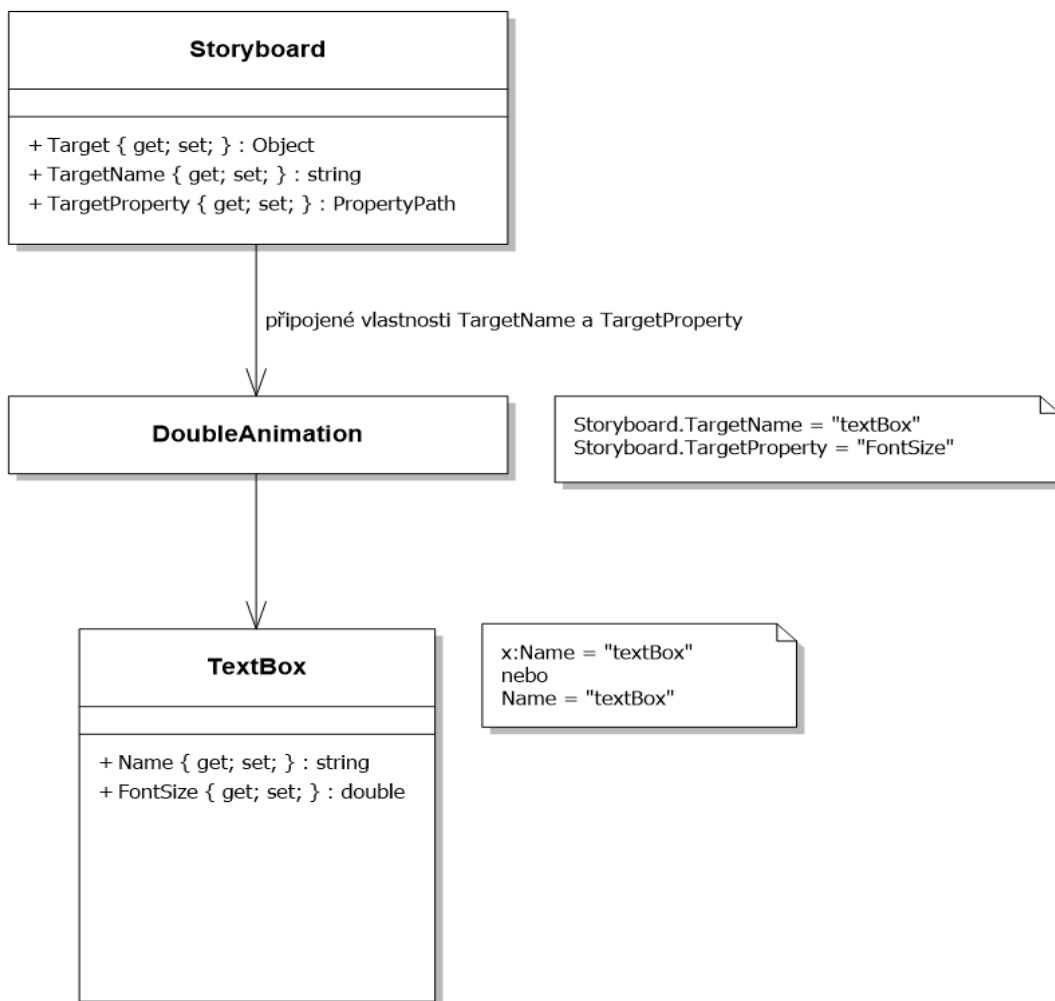 Storyboard
+ Target { get; set; } : Object
+ TargetName { get; set; } : string
+ TargetProperty { get; set; } : PropertyPath
připojené vlastnosti TargetName a TargetProperty
DoubleAnimation
Storyboard.TargetName = "textBox"
Storyboard.TargetProperty = "FontSize"
TextBox
+ Name { get; set; } : string
+ FontSize { get; set; } : double
x:Name = "textBox"
nebo
Name = "textBox"